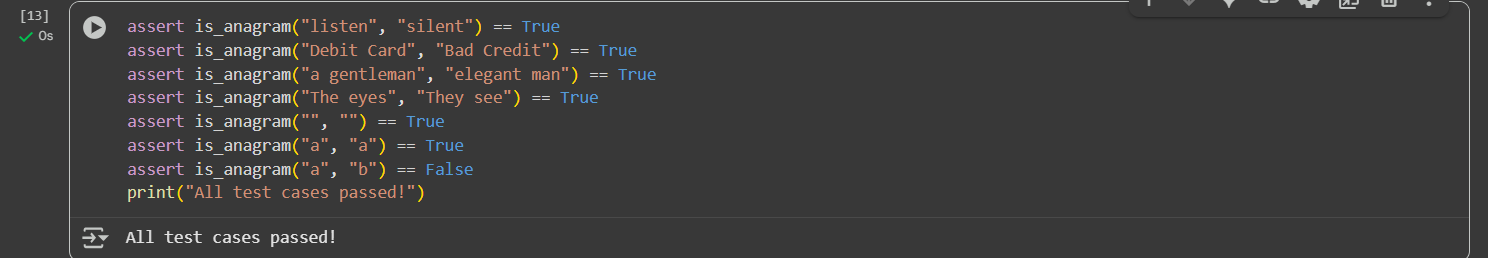 [13]
0s
assert is_anagram("listen", "silent") == True
assert is_anagram("Debit Card", "Bad Credit") == True
assert is_anagram("a gentleman", "elegant man") == True
assert is_anagram("The eyes", "They see") == True
assert is_anagram("", "") == True
assert is_anagram("a", "a") == True
assert is_anagram("a", "b") == False
print("All test cases passed!")
All test cases passed!